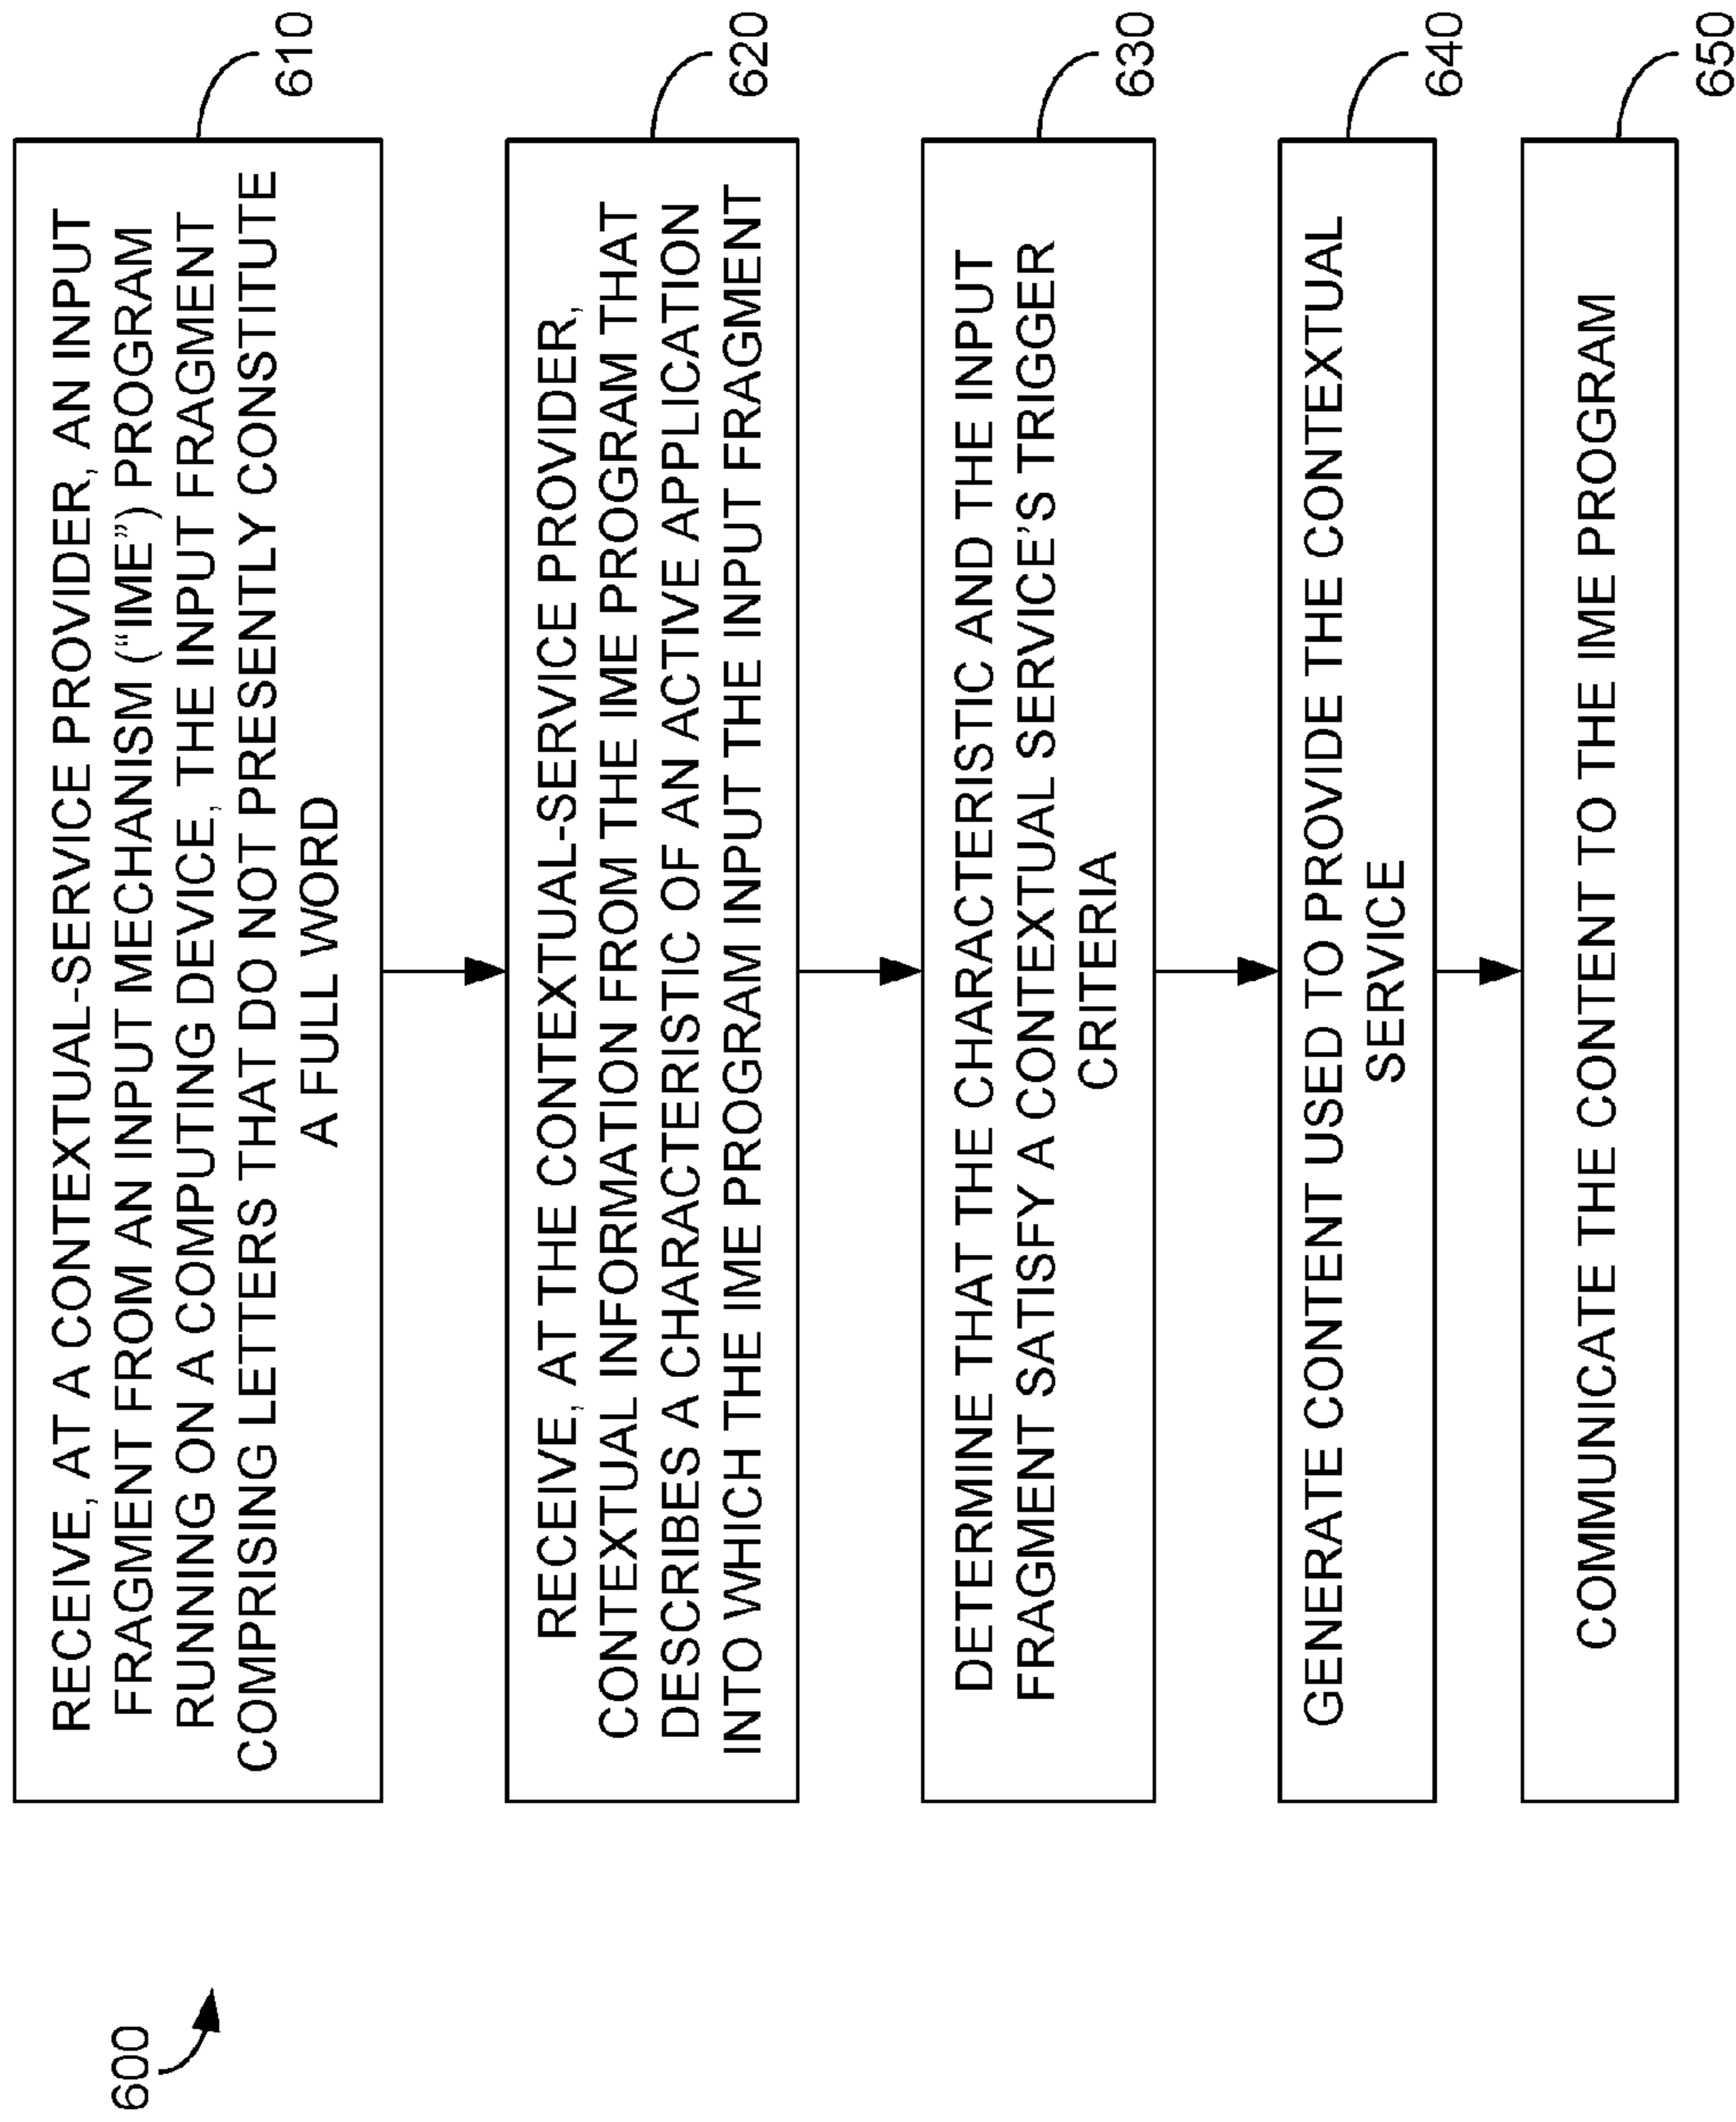 600
RECEIVE, AT A CONTEXTUAL-SERVICE PROVIDER, AN INPUT
FRAGMENT FROM AN INPUT MECHANISM (“IME”) PROGRAM
RUNNING ON A COMPUTING DEVICE, THE INPUT FRAGMENT
COMPRISING LETTERS THAT DO NOT PRESENTLY CONSTITUTE
A FULL WORD
610
RECEIVE, AT THE CONTEXTUAL-SERVICE PROVIDER,
CONTEXTUAL INFORMATION FROM THE IME PROGRAM THAT
DESCRIBES A CHARACTERISTIC OF AN ACTIVE APPLICATION
INTO WHICH THE IME PROGRAM INPUT THE INPUT FRAGMENT
620
DETERMINE THAT THE CHARACTERISTIC AND THE INPUT
FRAGMENT SATISFY A CONTEXTUAL SERVICE’S TRIGGER
CRITERIA
630
GENERATE CONTENT USED TO PROVIDE THE CONTEXTUAL
SERVICE
640
COMMUNICATE THE CONTENT TO THE IME PROGRAM
650